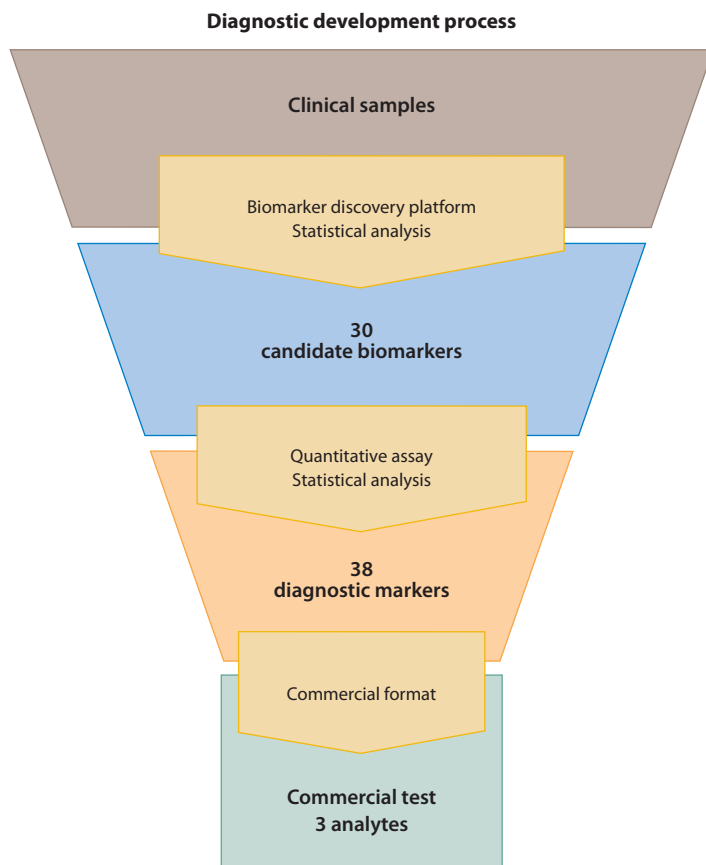 Diagnostic development process
Clinical samples
Biomarker discovery platform
Statistical analysis
30
candidate biomarkers
Quantitative assay
Statistical analysis
38
diagnostic markers
Commercial format
Commercial test
3 analytes